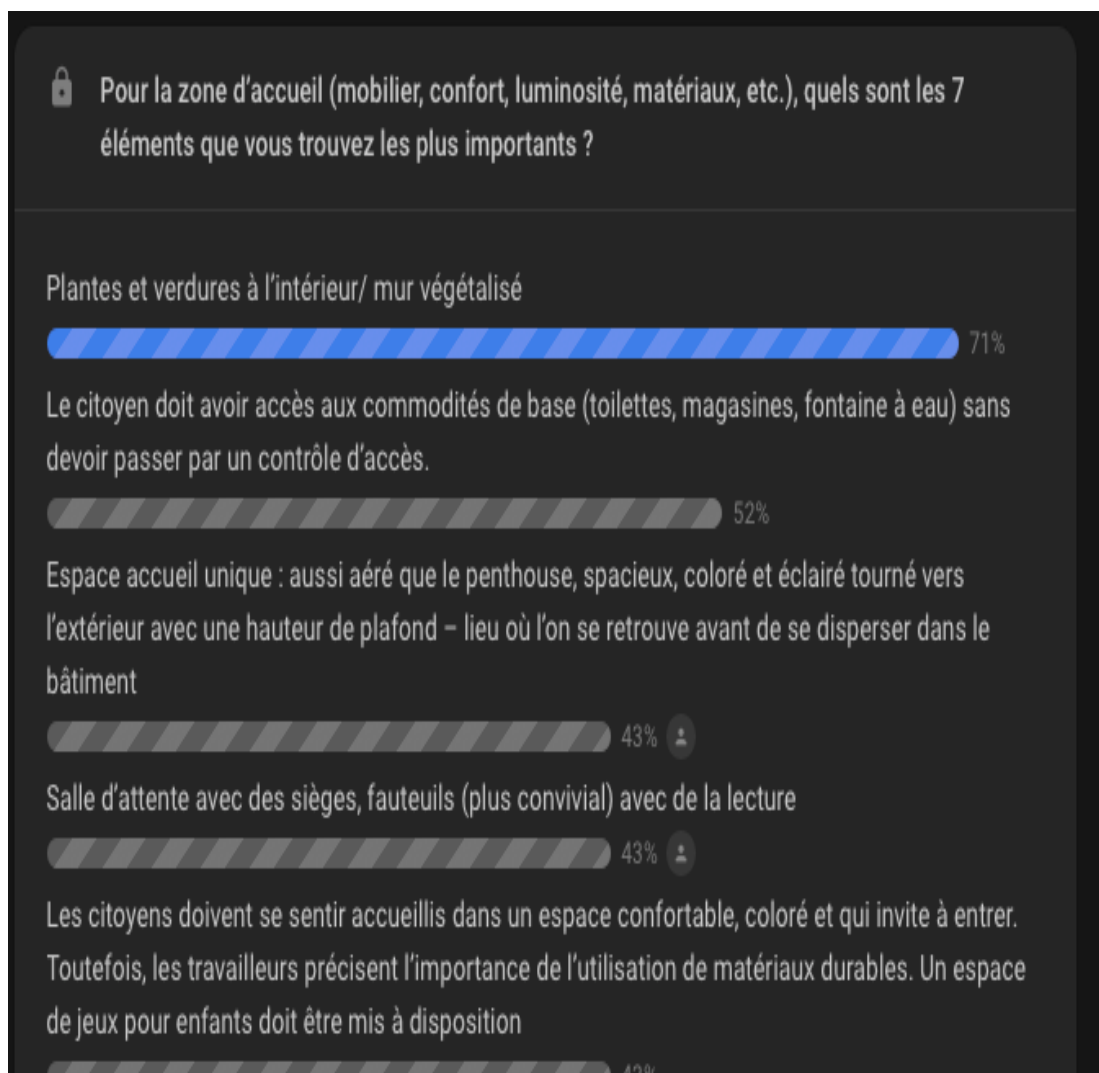 Pour la zone d’accueil (mobilier, confort, luminosité, matériaux, etc.), quels sont les 7
éléments que vous trouvez les plus importants ?
Plantes et verdures à l’intérieur/ mur végétalisé
71%
Le citoyen doit avoir accès aux commodités de base (toilettes, magasines, fontaine à eau) sans
devoir passer par un contrôle d’accès.
52%
Espace accueil unique : aussi aéré que le penthouse, spacieux, coloré et éclairé tourné vers
l’extérieur avec une hauteur de plafond – lieu où l’on se retrouve avant de se disperser dans le
bâtiment
43%
Salle d’attente avec des sièges, fauteuils (plus convivial) avec de la lecture
43%
Les citoyens doivent se sentir accueillis dans un espace confortable, coloré et qui invite à entrer.
Toutefois, les travailleurs précisent l’importance de l’utilisation de matériaux durables. Un espace
de jeux pour enfants doit être mis à disposition